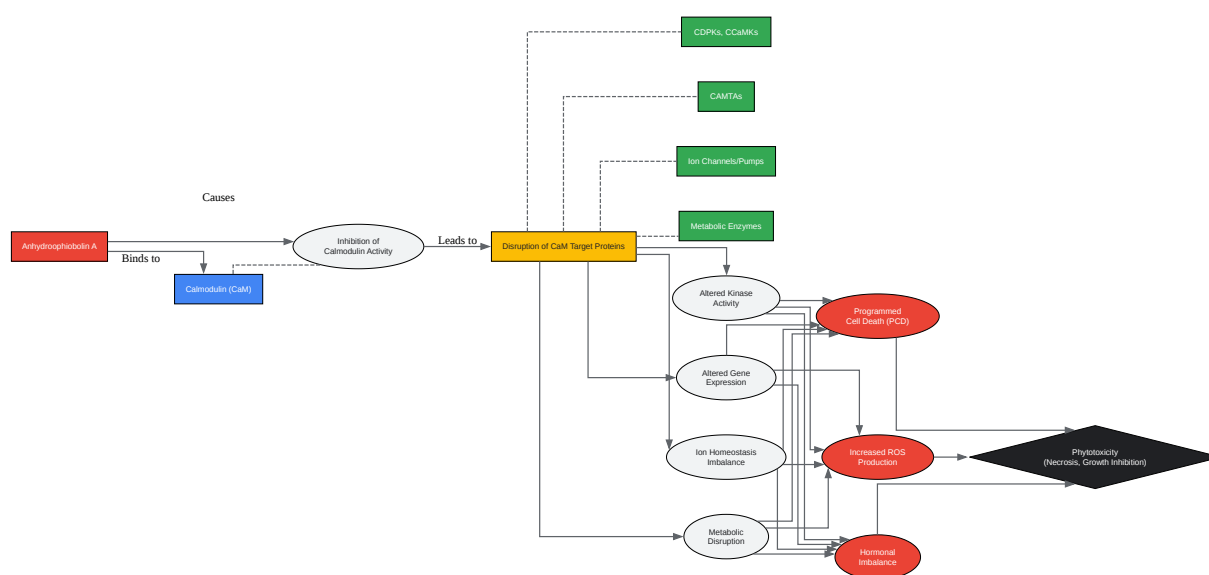 CDPKs, CCaMKs
CAMTAs
Ion Channels/Pumps
Metabolic Enzymes
Causes
Anhydroophiobolin A
Binds to
Calmodulin (CaM)
Inhibition of
Calmodulin Activity
Leads to
Disruption of CaM Target Proteins
Altered Kinase
Activity
Altered Gene
Expression
Ion Homeostasis
Imbalance
Metabolic
Disruption
Programmed
Cell Death (PCD)
Increased ROS
Production
Hormonal
Imbalance
Phytotoxicity
(Necrosis, Growth Inhibition)